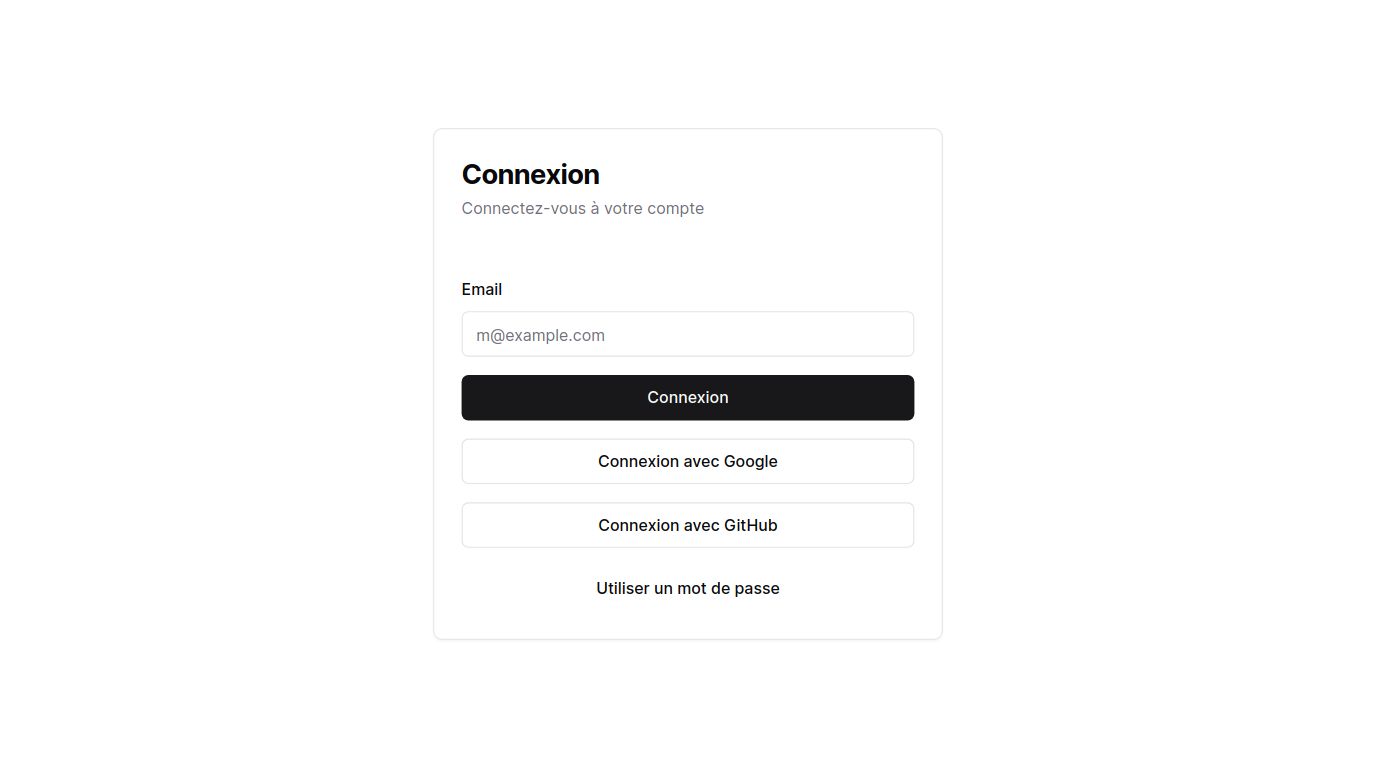 Connexion
Connectez-vous à votre compte
Email
m@example.com
Connexion
Connexion avec Google
Connexion avec GitHub
Utiliser un mot de passe